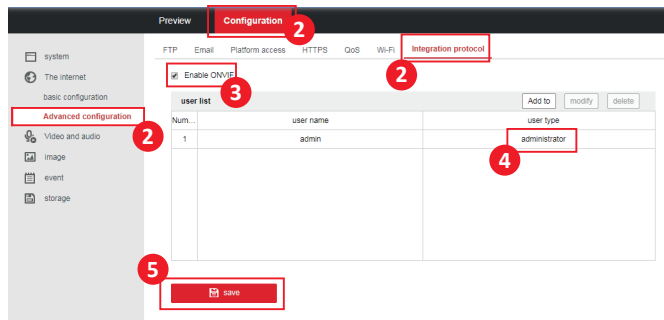 Preview Configuration 2
FTP Email Platform access HTTPS QoS Wi-Fi Integration protocol
2
system
The internet
basic configuration
Advanced configuration
2
Video and audio
image
event
storage
Enable ONVIF
3
user list Add to modify delete
Num... user name user type
1 admin administrator
4
5
save